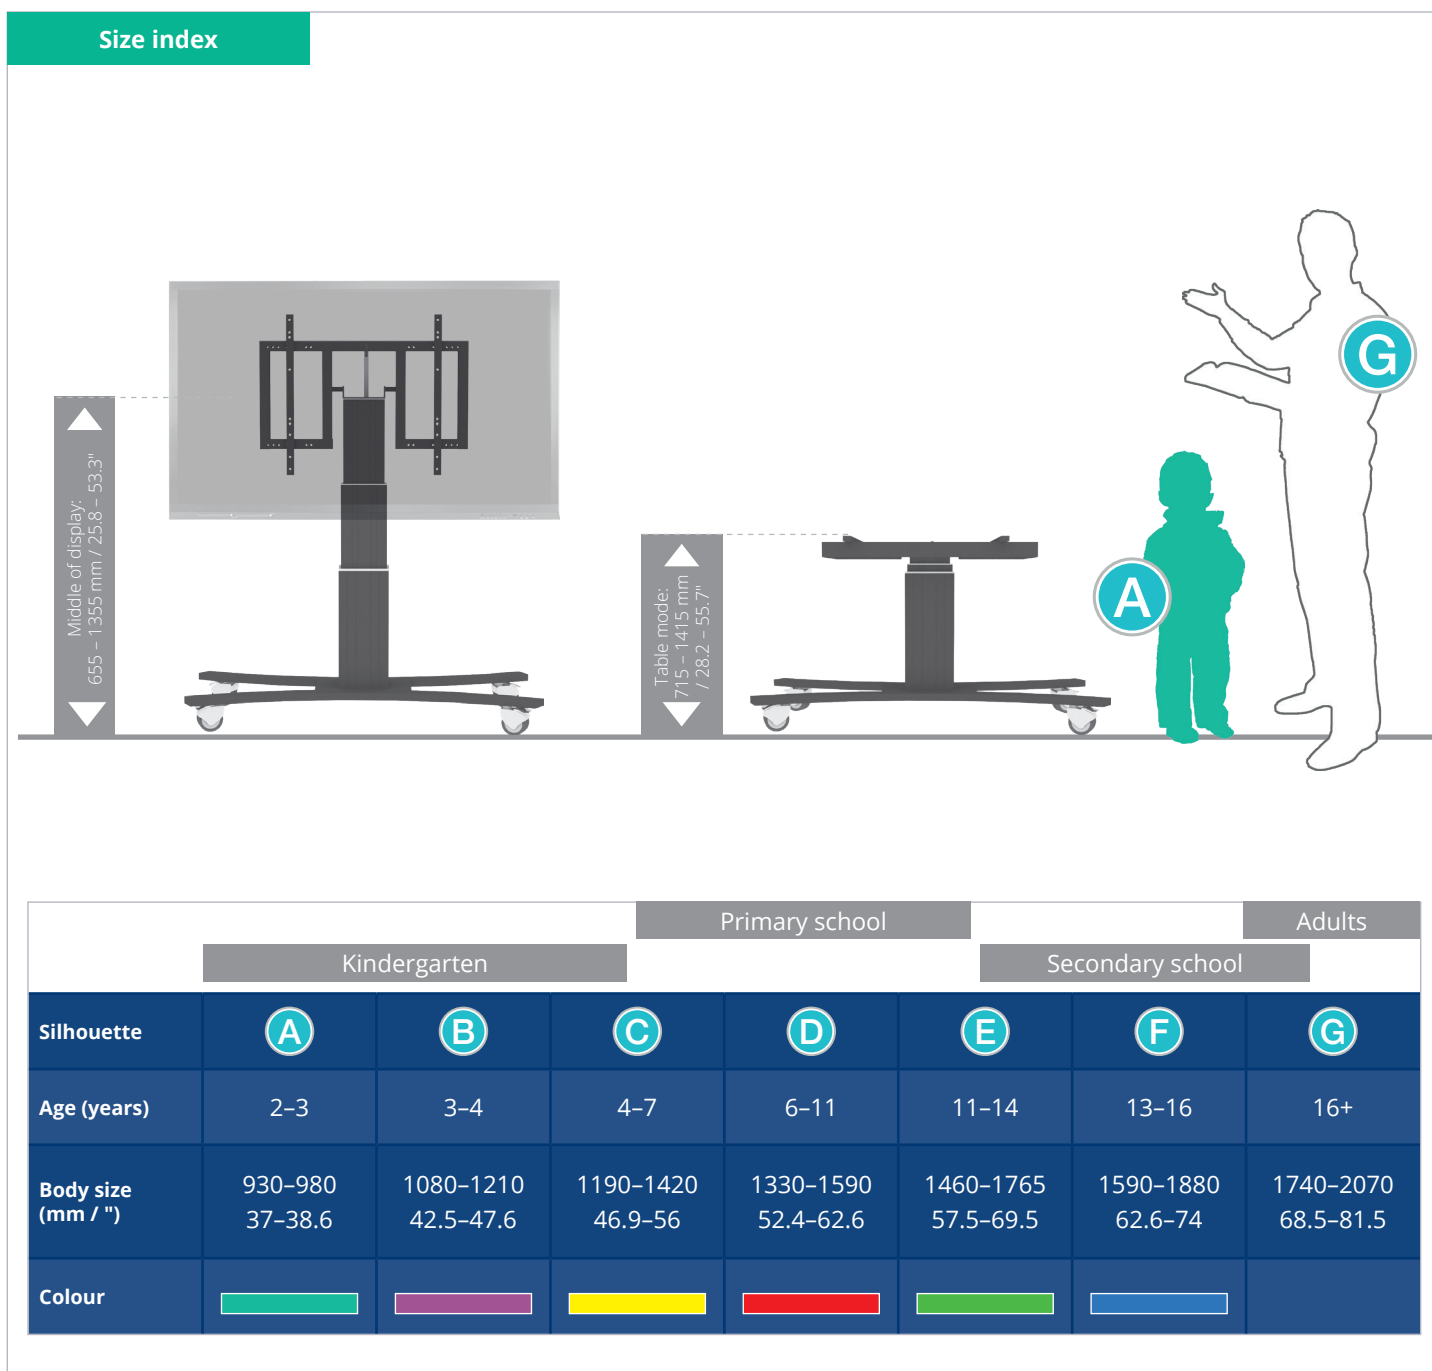 Size index
G
A
Middle of display:
655 – 1355 mm / 25.8 – 53.3"
Table mode:
715 – 1415 mm
/ 28.2 – 55.7"
Primary school
Adults
Kindergarten
Secondary school
Silhouette A B C D E F G
Age (years) 2–3 3–4 4–7 6–11 11–14 13–16 16+
Body size 930–980 1080–1210 1190–1420 1330–1590 1460–1765 1590–1880 1740–2070
(mm / ") 37–38.6 42.5–47.6 46.9–56 52.4–62.6 57.5–69.5 62.6–74 68.5–81.5
Colour